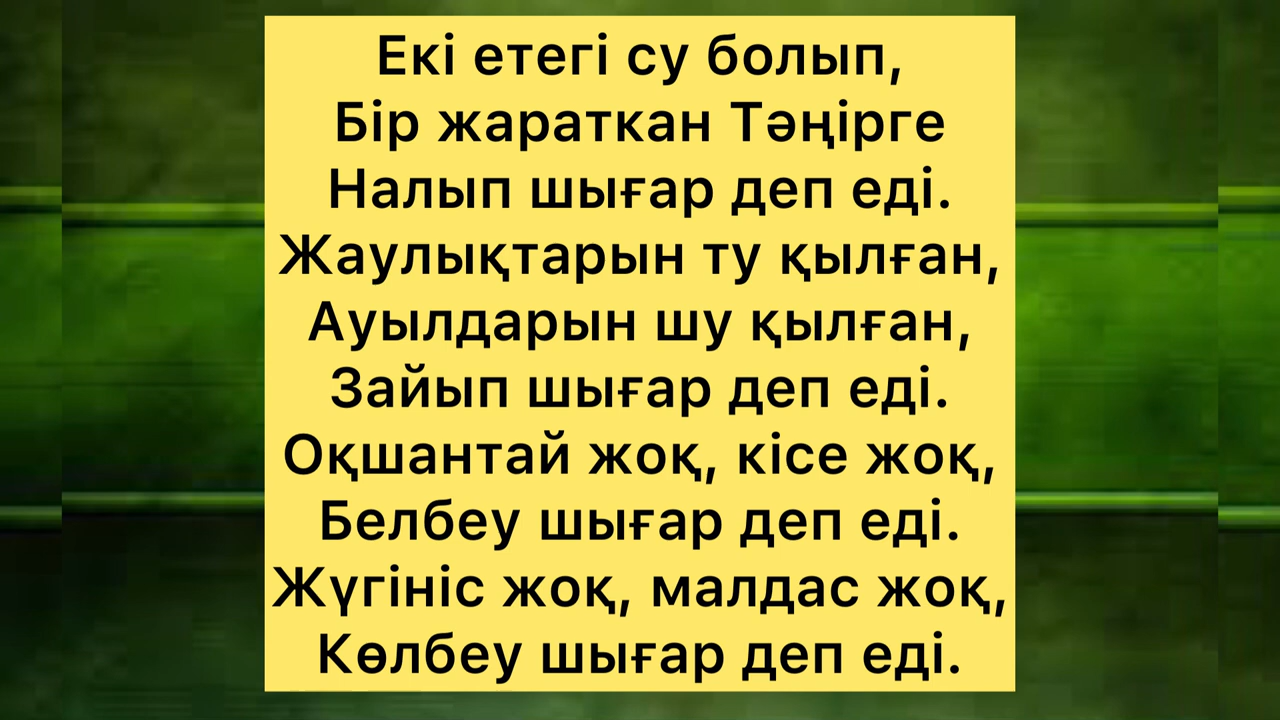 Екі етегі су болып,
Бір жараткан Тәңірге
Налып шығар деп еді.
Жаулықтарын ту қылған,
Ауылдарын шу қылған,
Зайып шығар деп еді.
Оқшантай жоқ, кісе жоқ,
Белбеу шығар деп еді.
Жүгініс жоқ, малдас жоқ,
Көлбеу шығар деп еді.